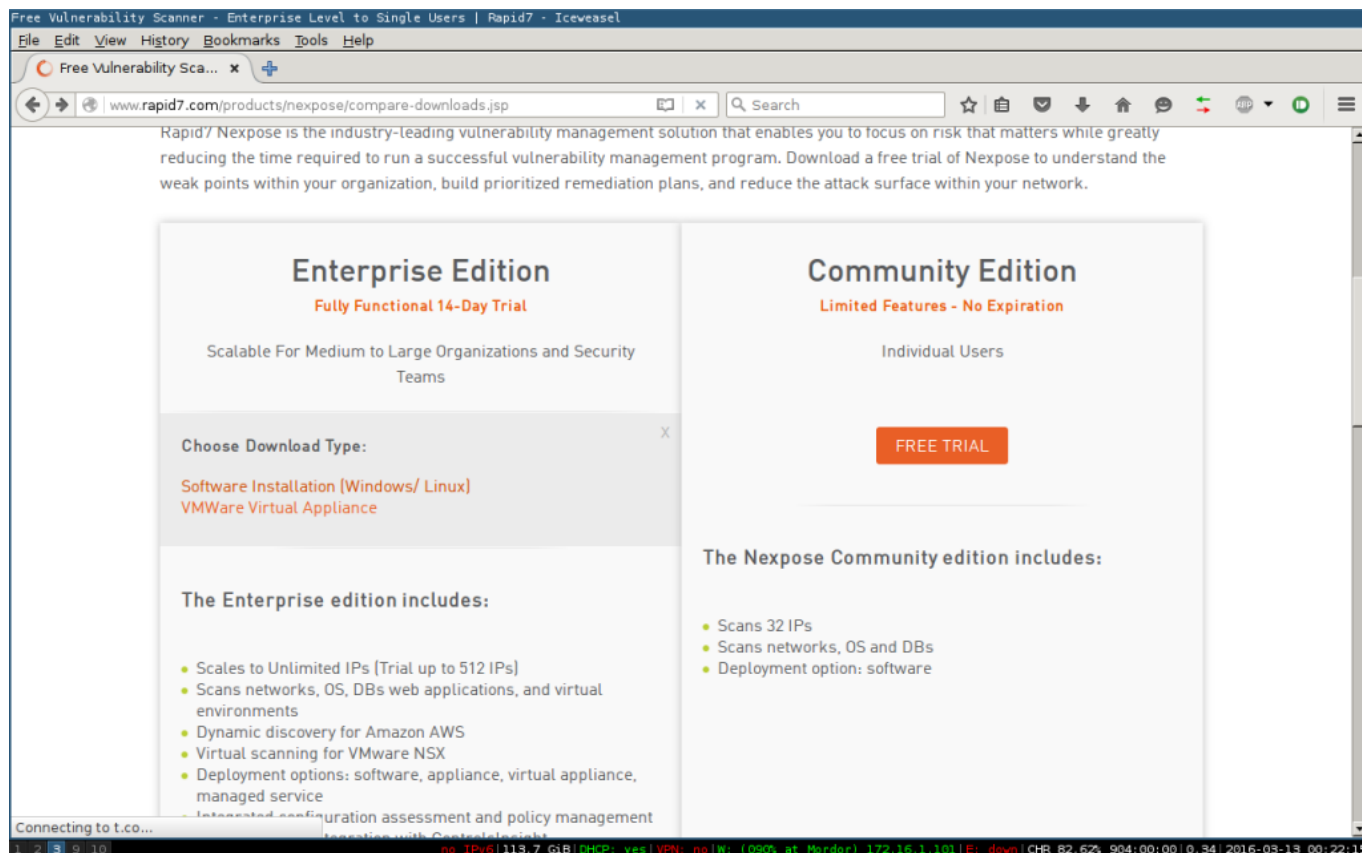 Free Vulnerability Scanner - Enterprise Level to Single Users | Rapid7 - Iceweasel
File Edit View History Bookmarks Tools Help
Free Vulnerability Sca...
www.rapid7.com/products/nexpose/compare-downloads.jsp
Search
Rapid7 Nexpose is the industry-leading vulnerability management solution that enables you to focus on risk that matters while greatly
reducing the time required to run a successful vulnerability management program. Download a free trial of Nexpose to understand the
weak points within your organization, build prioritized remediation plans, and reduce the attack surface within your network.
Enterprise Edition
Fully Functional 14-Day Trial
Scalable For Medium to Large Organizations and Security
Teams
Choose Download Type:
X
Software Installation (Windows/ Linux)
VMWare Virtual Appliance
The Enterprise edition includes:
Scales to Unlimited IPs (Trial up to 512 IPs)
Scans networks, OS, DBs web applications, and virtual
environments
Dynamic discovery for Amazon AWS
Virtual scanning for VMware NSX
Deployment options: software, appliance, virtual appliance,
managed service
Integrated configuration assessment and policy management
integration with ControlsInsight
Community Edition
Limited Features - No Expiration
Individual Users
FREE TRIAL
The Nexpose Community edition includes:
Scans 32 IPs
Scans networks, OS and DBs
Deployment option: software
Connecting to t.co...
1 2 3 9 10
no IPv6|113.7 GiB|DHCP: yes|VPN: no|W: (090% at Mordor) 172.16.1.101|E: down|CHR 82.62% 904:00:00|0.34|2016-03-13 00:22:1